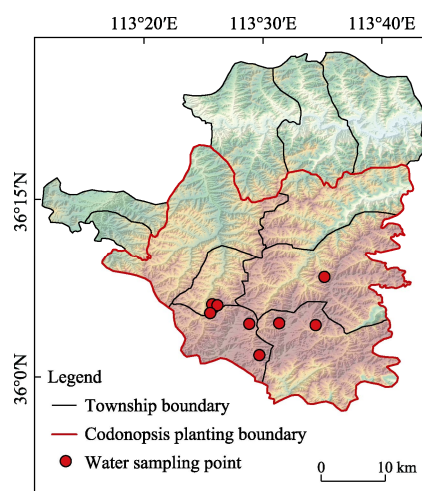 113°20′E 113°30′E 113°40′E
36°15′N
36°0′N
Legend
Township boundary
Codonopsis planting boundary
Water sampling point
0 10 km